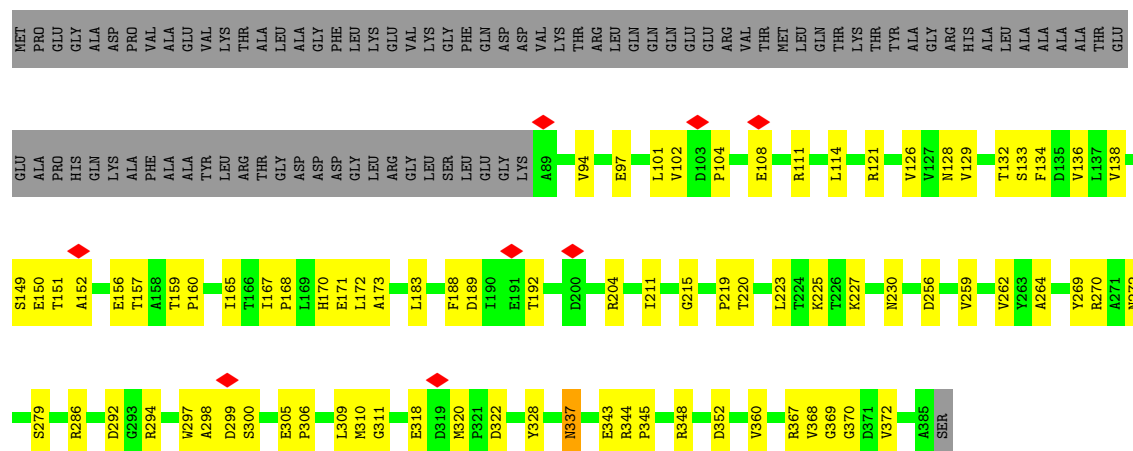 MET PRO GLU GLY ALA ASP PRO VAL ALA GLU VAL LYS THR ALA LEU ALA GLY PHE LEU LYS GLU VAL LYS GLY PHE GLN ASP ASP VAL LYS THR ARG LEU GLN GLN GLU GLU ARG VAL THR MET LEU GLN THR LYS THR TYR ALA GLY ARG HIS ALA LEU ALA ALA ALA ALA THR GLU
GLU ALA PRO HIS GLN LYS ALA PHE ALA ALA TYR LEU ARG THR GLY ASP ASP ASP GLY LEU ARG GLY LEU SER LEU GLU GLY LYS A89 V94 E97 L101 V102 D103 P104 E108 R111 L114 R121 V126 V127 N128 V129 T132 S133 F134 D135 V136 L137 V138
S149 E150 T151 A152 E156 T157 A158 T159 P160 I165 T166 I167 P168 L169 H170 E171 L172 A173 L183 F188 D189 I190 E191 T192 D200 R204 I211 G215 P219 T220 L223 T224 K225 T226 K227 N230 D256 V259 V262 Y263 A264 Y269 R270 A271
S279 R286 D292 G293 R294 W297 A298 D299 S300 E305 P306 L309 M310 G311 E318 D319 M320 P321 D322 Y328 N337 E343 R344 P345 R348 D352 V360 R367 V368 G369 G370 D371 V372 A385 SER